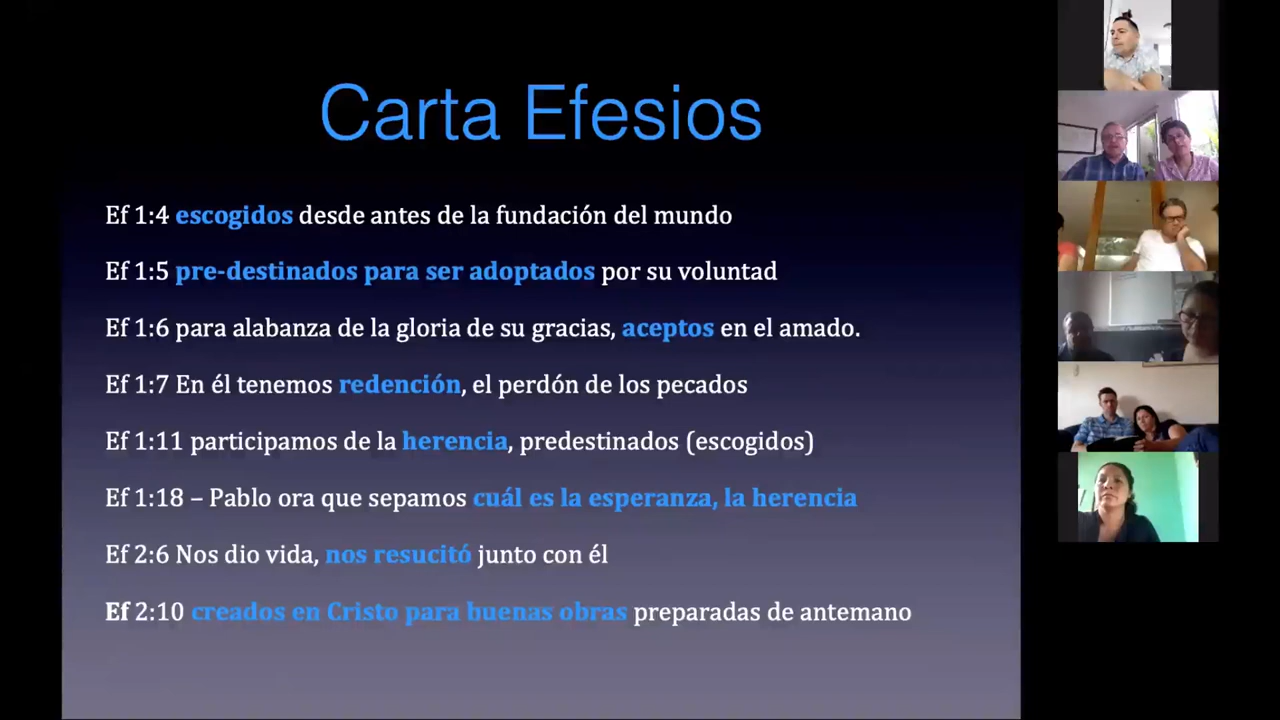 Carta Efesios
Ef 1:4 escogidos desde antes de la fundación del mundo
Ef 1:5 pre-destinados para ser adoptados por su voluntad
Ef 1:6 para alabanza de la gloria de su gracias, aceptos en el amado.
Ef 1:7 En él tenemos redención, el perdón de los pecados
Ef 1:11 participamos de la herencia, predestinados (escogidos)
Ef 1:18 – Pablo ora que sepamos cuál es la esperanza, la herencia
Ef 2:6 Nos dio vida, nos resucitó junto con él
Ef 2:10 creados en Cristo para buenas obras preparadas de antemano